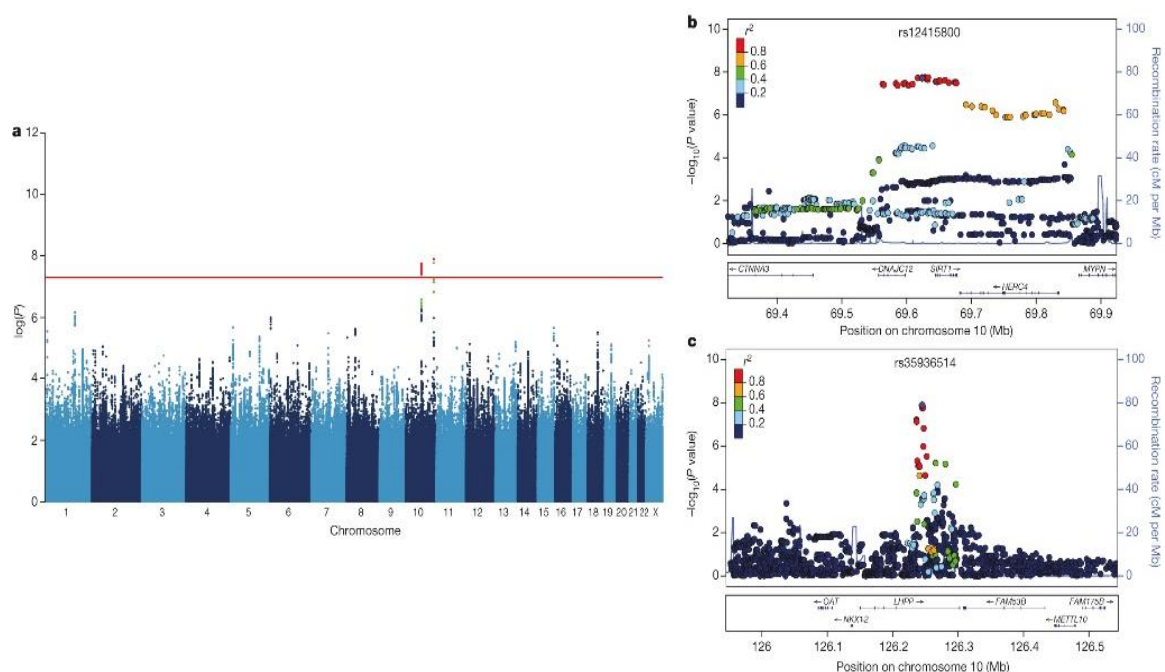 a
12
10
8
6
4
2
0
log(P)
1 2 3 4 5 6 7 8 9 10 11 12 13 14 15 16 17 18 19 20 21 22 X
Chromosome
b
rs12415800
r²
0.8
0.6
0.4
0.2
10
8
6
4
2
0
−log₁₀(P value)
100
80
60
40
20
0
Recombination rate (cM per Mb)
← CTNNA3
← DNAJC12
SIRT1 →
← HERC4
MYPN →
69.4 69.5 69.6 69.7 69.8 69.9
Position on chromosome 10 (Mb)
c
rs35936514
r²
0.8
0.6
0.4
0.2
10
8
6
4
2
0
−log₁₀(P value)
100
80
60
40
20
0
Recombination rate (cM per Mb)
← OAT
← NKX1-2
LHPP →
← FAM53B
← METTL10
FAM175B →
126 126.1 126.2 126.3 126.4 126.5
Position on chromosome 10 (Mb)